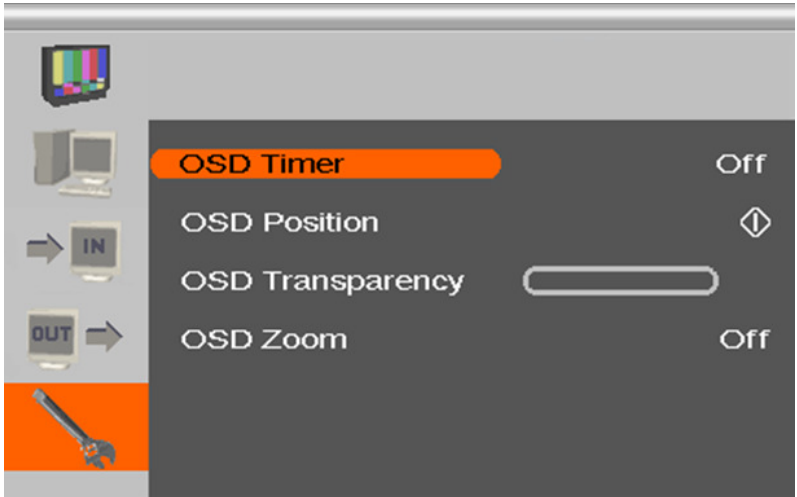 OSD Timer Off
OSD Position
OSD Transparency
IN
OSD Zoom Off
OUT